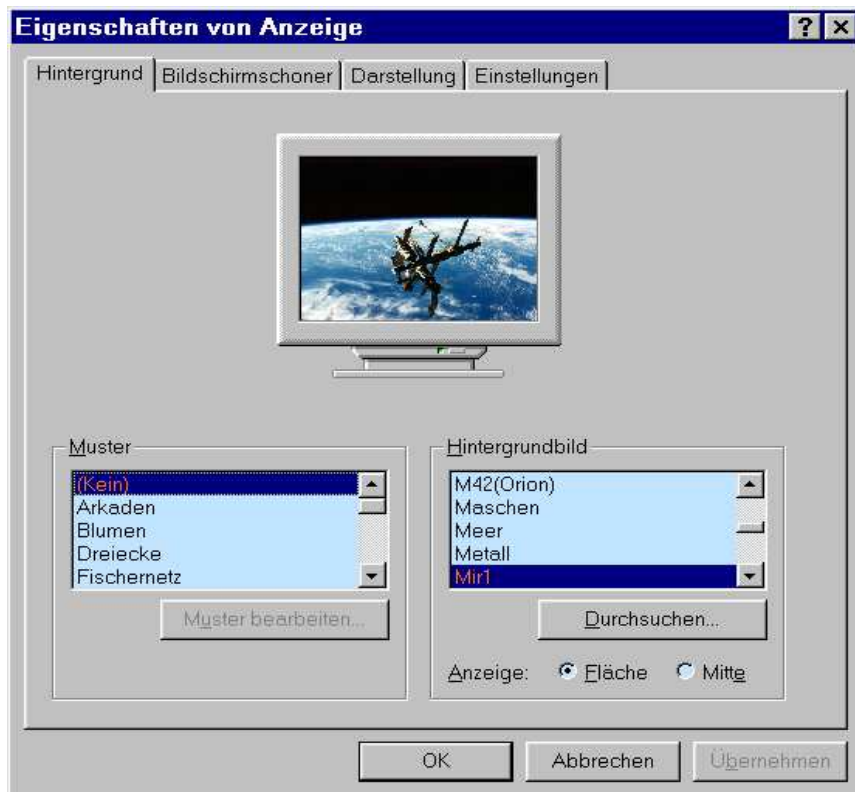 Eigenschaften von Anzeige
Hintergrund Bildschirmschoner Darstellung Einstellungen
Muster
(Kein)
Arkaden
Blumen
Dreiecke
Fischernetz
Muster bearbeiten...
Hintergrundbild
M42(Orion)
Maschen
Meer
Metall
Mir1
Durchsuchen...
Anzeige: Fläche Mitte
OK Abbrechen Übernehmen